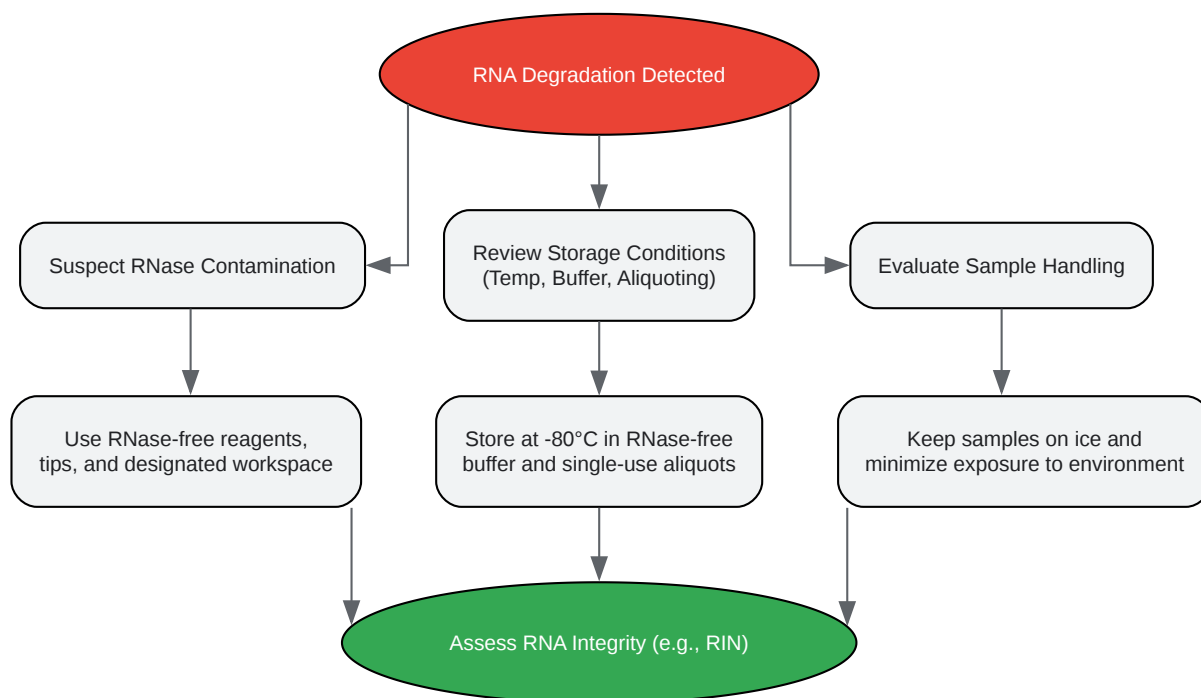 RNA Degradation Detected
Suspect RNase Contamination
Review Storage Conditions
(Temp, Buffer, Aliquoting)
Evaluate Sample Handling
Use RNase-free reagents,
tips, and designated workspace
Store at -80°C in RNase-free
buffer and single-use aliquots
Keep samples on ice and
minimize exposure to environment
Assess RNA Integrity (e.g., RIN)